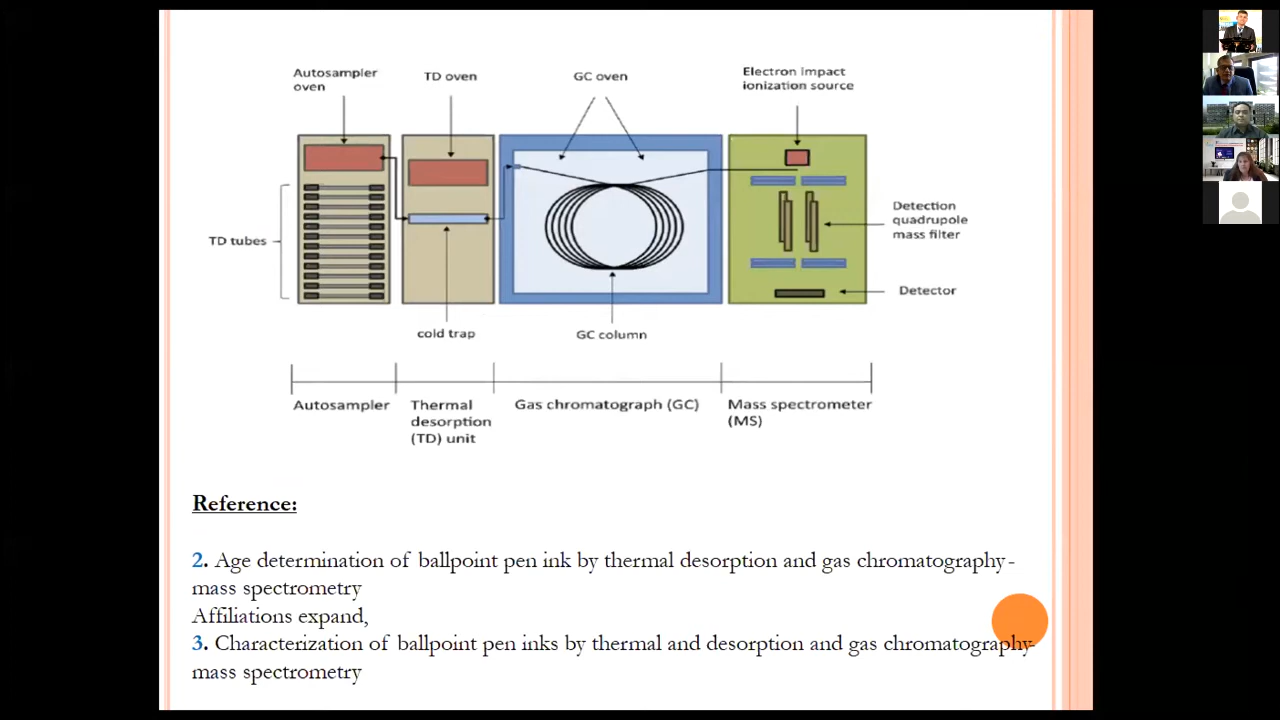 Autosampler
oven
TD oven
GC oven
Electron impact
ionization source
TD tubes
Detection
quadrupole
mass filter
Detector
cold trap
GC column
Autosampler
Thermal
desorption
(TD) unit
Gas chromatograph (GC)
Mass spectrometer
(MS)
Reference:
2. Age determination of ballpoint pen ink by thermal desorption and gas chromatography-
mass spectrometry
Affiliations expand,
3. Characterization of ballpoint pen inks by thermal and desorption and gas chromatography-
mass spectrometry